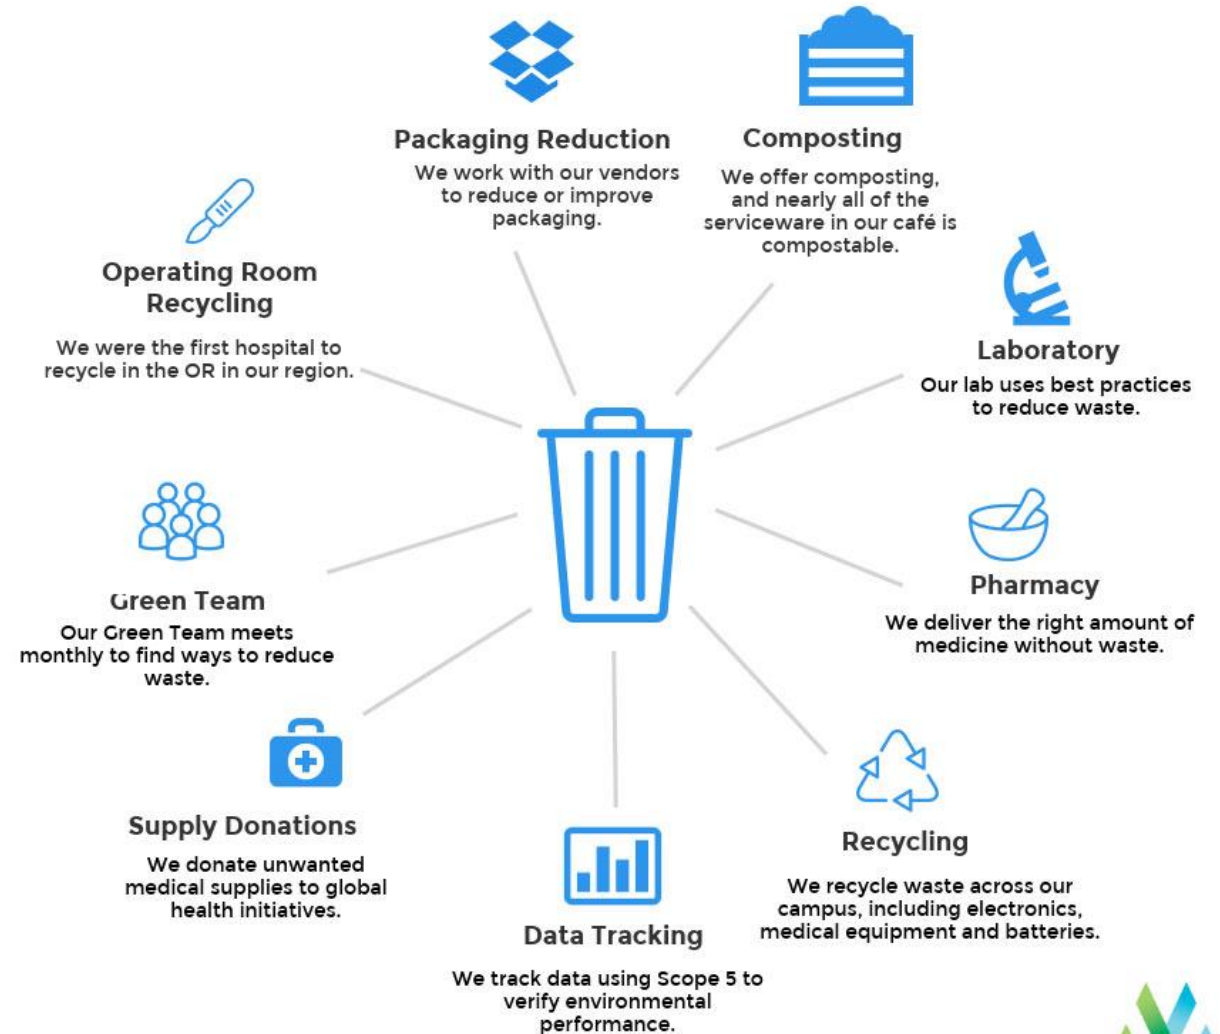 Packaging Reduction
We work with our vendors
to reduce or improve
packaging.
Composting
We offer composting,
and nearly all of the
serviceware in our café is
compostable.
Operating Room
Recycling
We were the first hospital to
recycle in the OR in our region.
Laboratory
Our lab uses best practices
to reduce waste.
Green Team
Our Green Team meets
monthly to find ways to reduce
waste.
Pharmacy
We deliver the right amount of
medicine without waste.
Supply Donations
We donate unwanted
medical supplies to global
health initiatives.
Data Tracking
We track data using Scope 5 to
verify environmental
performance.
Recycling
We recycle waste across our
campus, including electronics,
medical equipment and batteries.